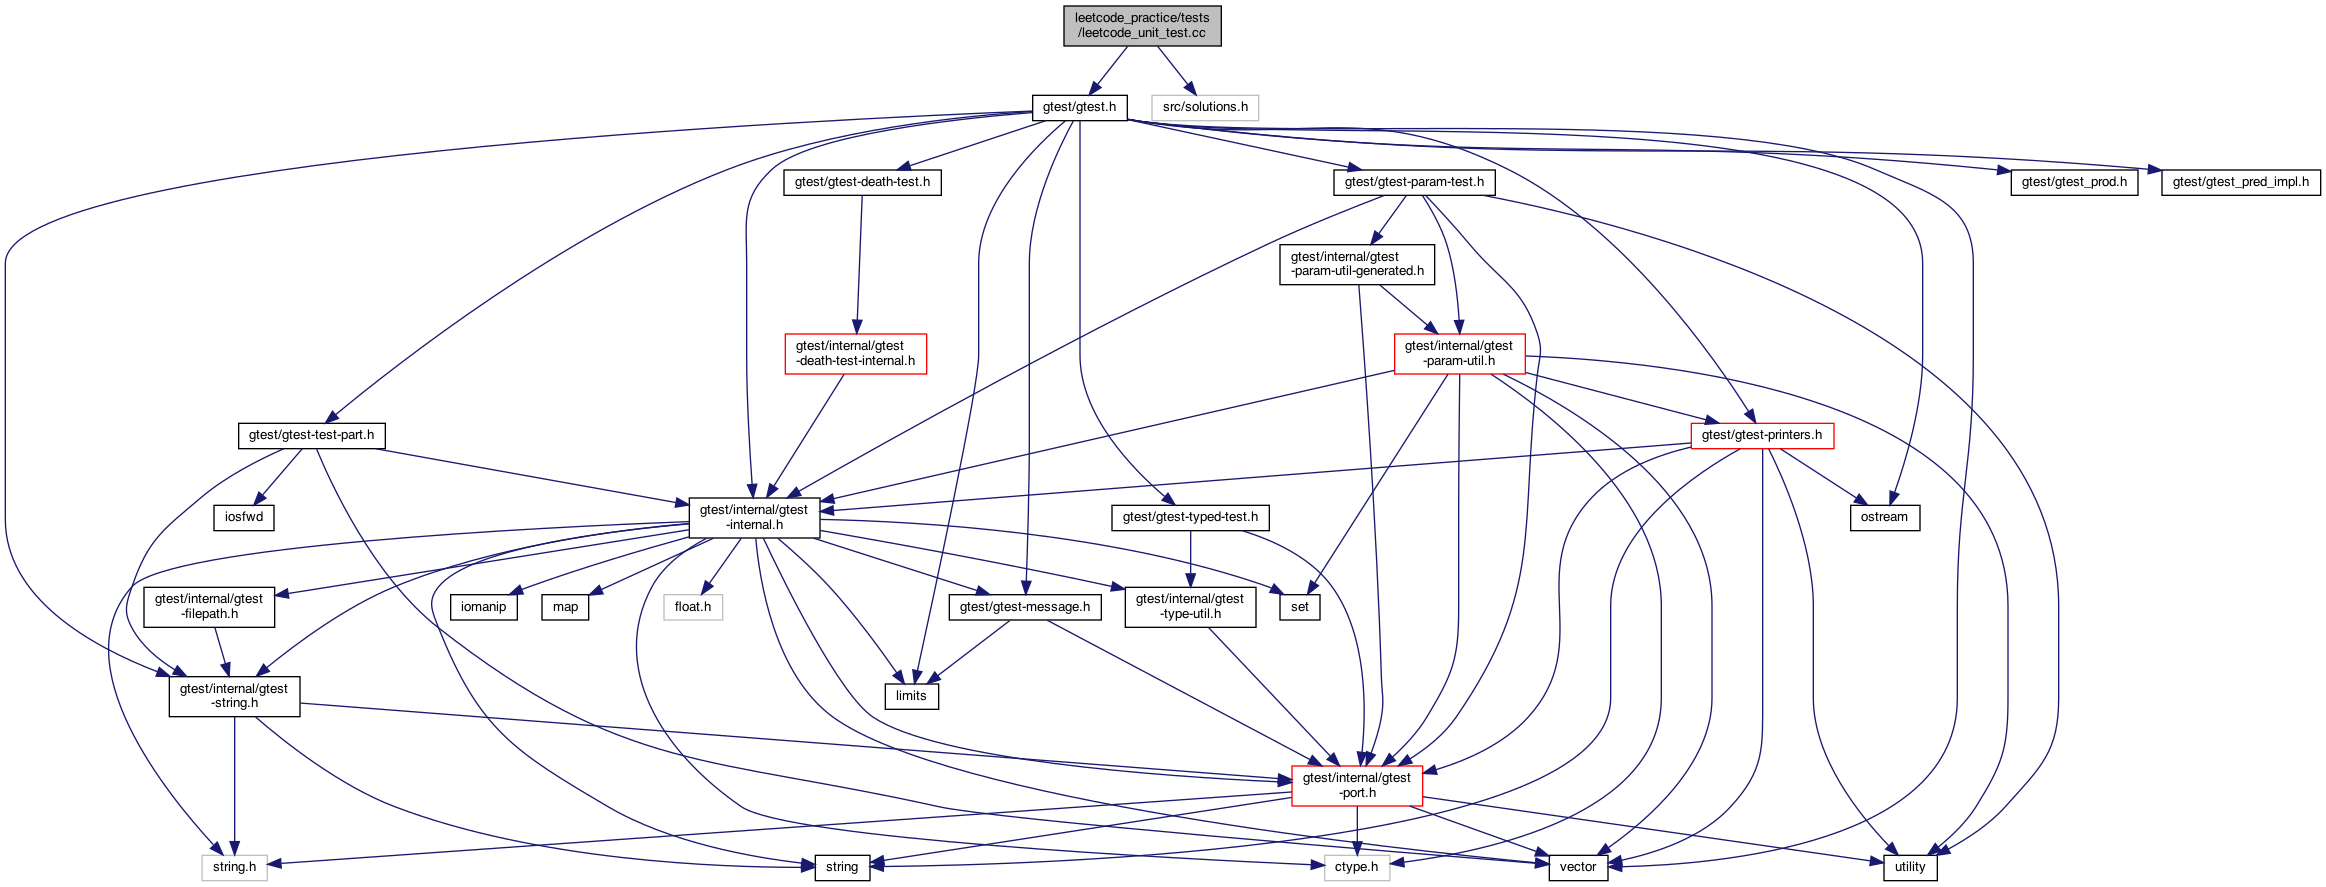 leetcode_practice/tests
/leetcode_unit_test.cc
gtest/gtest.h
src/solutions.h
gtest/gtest-death-test.h
gtest/gtest-param-test.h
gtest/gtest_prod.h
gtest/gtest_pred_impl.h
gtest/internal/gtest
-param-util-generated.h
gtest/internal/gtest
-death-test-internal.h
gtest/internal/gtest
-param-util.h
gtest/gtest-test-part.h
gtest/gtest-printers.h
iosfwd
gtest/internal/gtest
-internal.h
gtest/gtest-typed-test.h
ostream
gtest/internal/gtest
-filepath.h
iomanip
map
float.h
gtest/gtest-message.h
gtest/internal/gtest
-type-util.h
set
gtest/internal/gtest
-string.h
limits
gtest/internal/gtest
-port.h
string.h
string
ctype.h
vector
utility